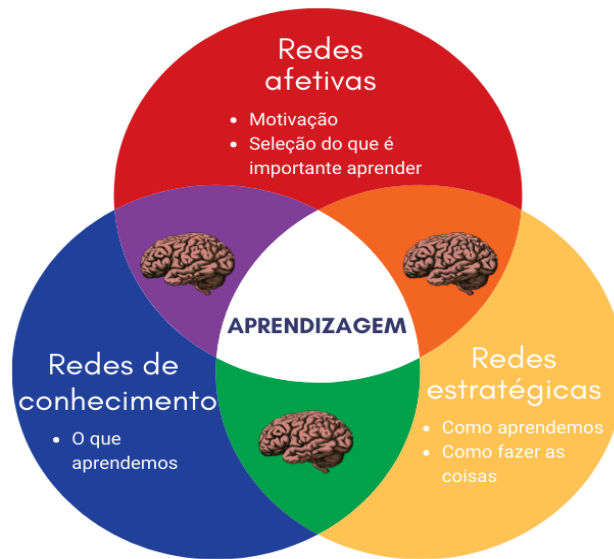 Redes
afetivas
• Motivação
• Seleção do que é
importante aprender
APRENDIZAGEM
Redes de
conhecimento
• O que
aprendemos
Redes
estratégicas
• Como aprendemos
• Como fazer as
coisas